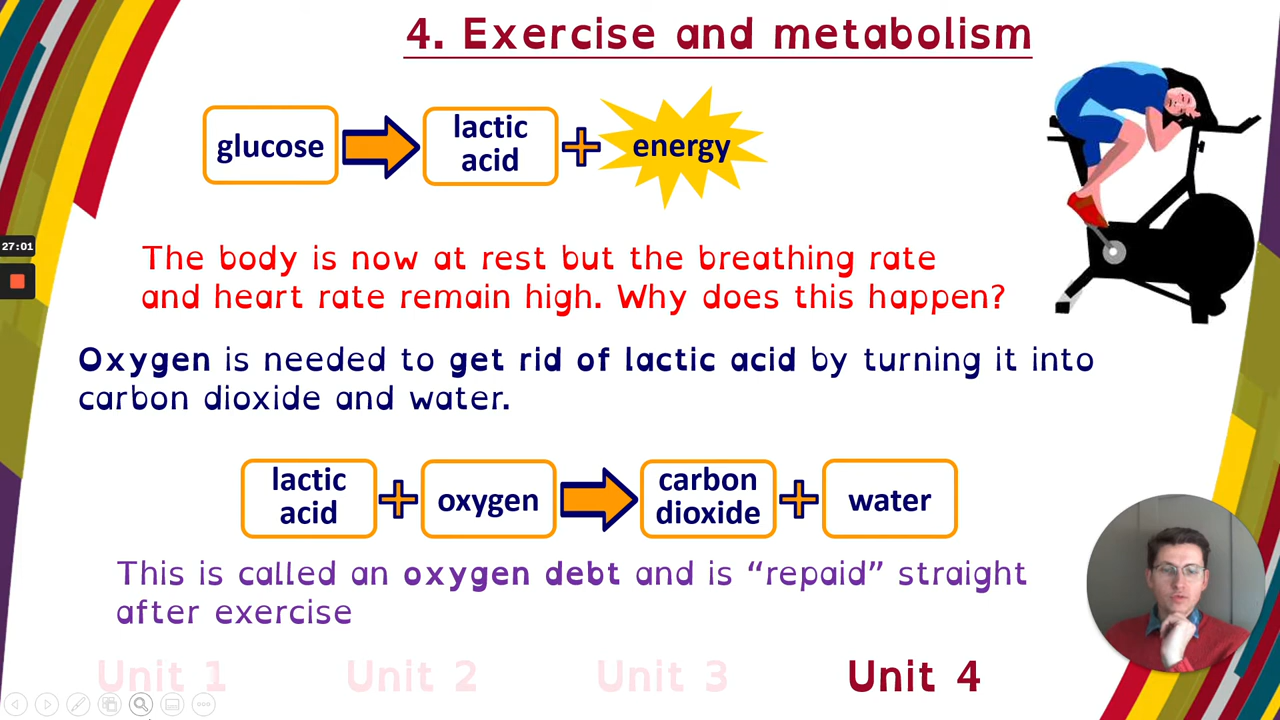 4. Exercise and metabolism
glucose
lactic
acid
energy
27:01
The body is now at rest but the breathing rate
and heart rate remain high. Why does this happen?
Oxygen is needed to get rid of lactic acid by turning it into
carbon dioxide and water.
lactic
acid
oxygen
carbon
dioxide
water
This is called an oxygen debt and is “repaid” straight
after exercise
Unit 1 Unit 2 Unit 3 Unit 4